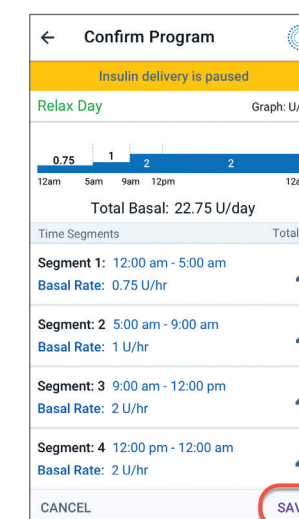 Confirm Program
Insulin delivery is paused
Relax Day Graph: U/
0.75 1 2 2
12am 5am 9am 12pm 12a
Total Basal: 22.75 U/day
Time Segments Total
Segment 1: 12:00 am - 5:00 am
Basal Rate: 0.75 U/hr
Segment: 2 5:00 am - 9:00 am
Basal Rate: 1 U/hr
Segment: 3 9:00 am - 12:00 pm
Basal Rate: 2 U/hr
Segment: 4 12:00 pm - 12:00 am
Basal Rate: 2 U/hr
CANCEL SAV